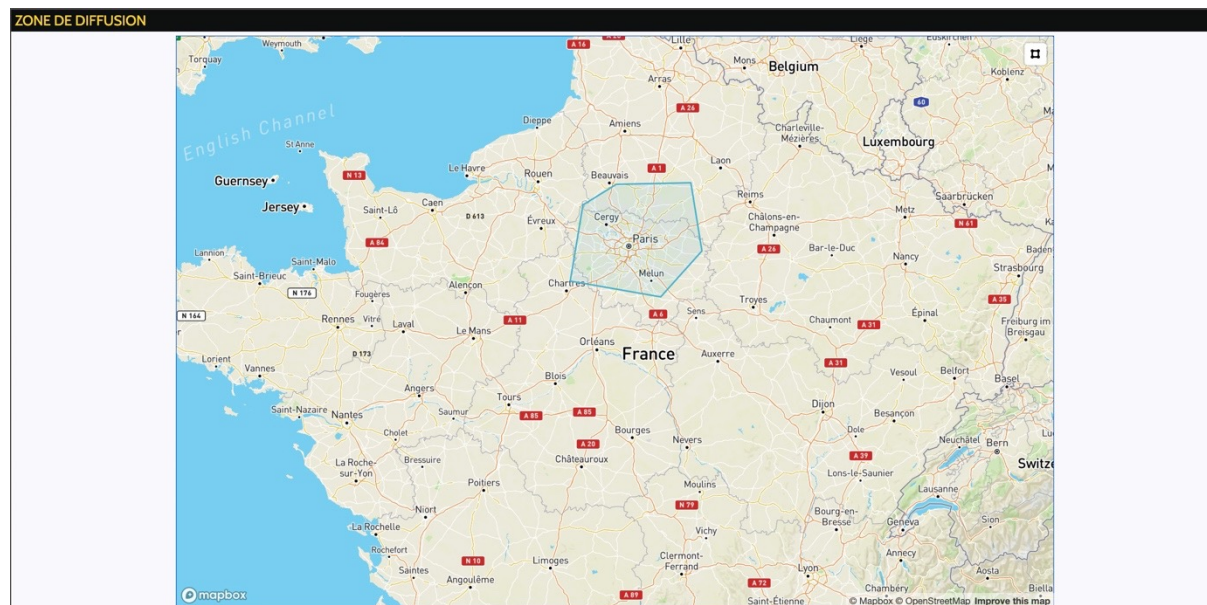 ZONE DE DIFFUSION
Weymouth
Torquay
A 16
Lille
Mons
Belgium
Liège
Euskirchen
Koblenz
Arras
A 26
60
English Channel
St Anne
Dieppe
Amiens
Charleville-
Mézières
Luxembourg
Guernsey
N 13
Le Havre
Rouen
Beauvais
A 1
Laon
Saarbrücken
Jersey
Saint-Lô
Caen
D 613
Évreux
Cergy
Reims
Châlons-en-
Champagne
Metz
N 61
A 84
Paris
A 26
Bar-le-Duc
Nancy
Baden
Lannion
Saint-Malo
Saint-Brieuc
Strasbourg
N 176
Fougères
Alençon
Chartres
Melun
Troyes
A 35
N 164
Rennes
Vitré
Laval
Le Mans
A 11
A 6
Sens
Chaumont
A 31
Épinal
Freiburg im
Breisgau
D 173
Orléans
France
Auxerre
A 31
Vesoul
Belfort
Basel
Lorient
Vannes
Blois
Angers
Tours
A 85
A 85
Dijon
Besançon
Saint-Nazaire
Nantes
Saumur
Cholet
Bourges
Nevers
Dole
Neuchâtel
Bern
Lu
A 20
A 39
La Roche-
sur-Yon
Bressuire
Châteauroux
Lons-le-Saunier
Switze
Poitiers
Moulins
Lausanne
Niort
N 79
Bourg-en-
Bresse
Geneva
Sion
La Rochelle
Vichy
Rochefort
N 10
Limoges
Clermont-
Ferrand
Annecy
Saintes
Angoulême
A 72
Lyon
Aosta
Chambéry
Biella
mapbox
A 89
Saint-Étienne
© Mapbox © OpenStreetMap Improve this map